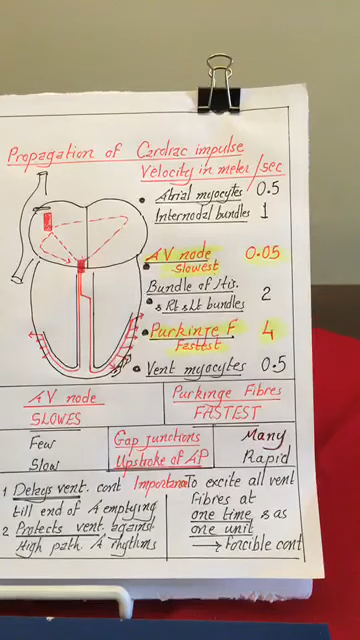 Propagation of Cardrac impulse
Velocity in meter/sec
• Atrial myocytes 0.5
Internodal bundles 1
• AV node 0.05
Slowest
Bundle of His.
• & Rt & Lt bundles 2
• Purkinje F 4
Fastest
• Vent myocytes 0.5
AV node
SLOWES
Purkinge Fibres
FASTEST
Few Gap junctions Many
Slow Upstroke of AP Rapid
Important
1 Delays vent. cont
till end of A emptying
2 Protects vent. against
High path. A rhythms
To excite all vent
Fibres at
one time & as
one unit
→ Forcible cont